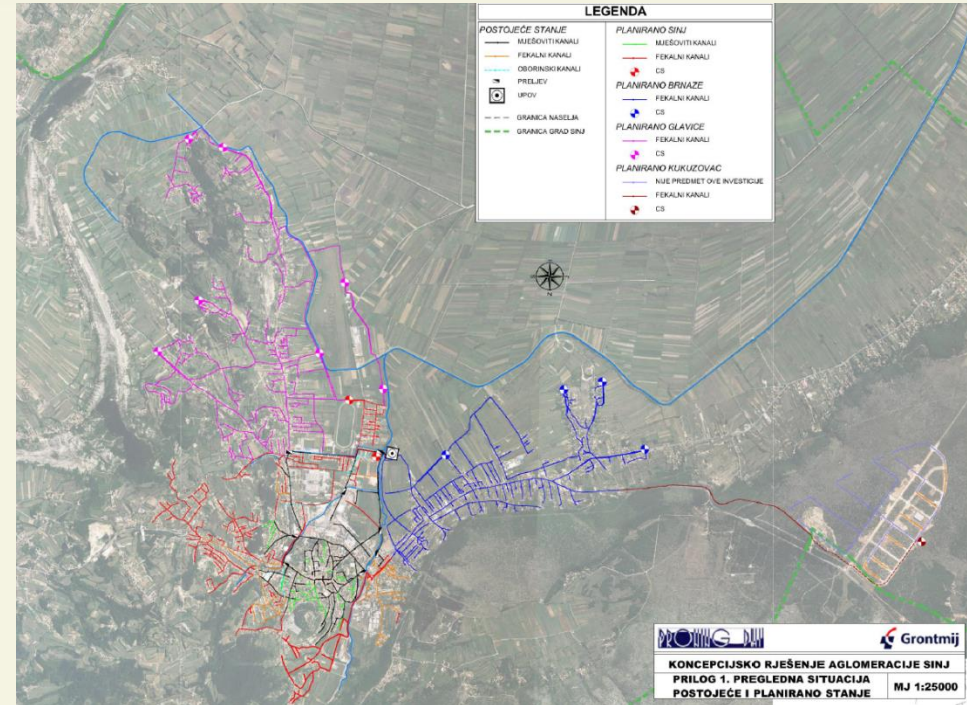 LEGENDA
POSTOJEĆE STANJE
MJEŠOVITI KANALI
FEKALNI KANALI
OBORINSKI KANALI
PRELJEV
UPOV
GRANICA NASELJA
GRANICA GRAD SINJ
PLANIRANO SINJ
MJEŠOVITI KANALI
FEKALNI KANALI
CS
PLANIRANO BRNAZE
FEKALNI KANALI
CS
PLANIRANO GLAVICE
FEKALNI KANALI
CS
PLANIRANO KUKUZOVAC
NIJE PREDMET OVE INVESTICIJE
FEKALNI KANALI
CS
Grontmij
KONCEPCIJSKO RJEŠENJE AGLOMERACIJE SINJ
PRILOG 1. PREGLEDNA SITUACIJA
POSTOJEĆE I PLANIRANO STANJE
MJ 1:25000